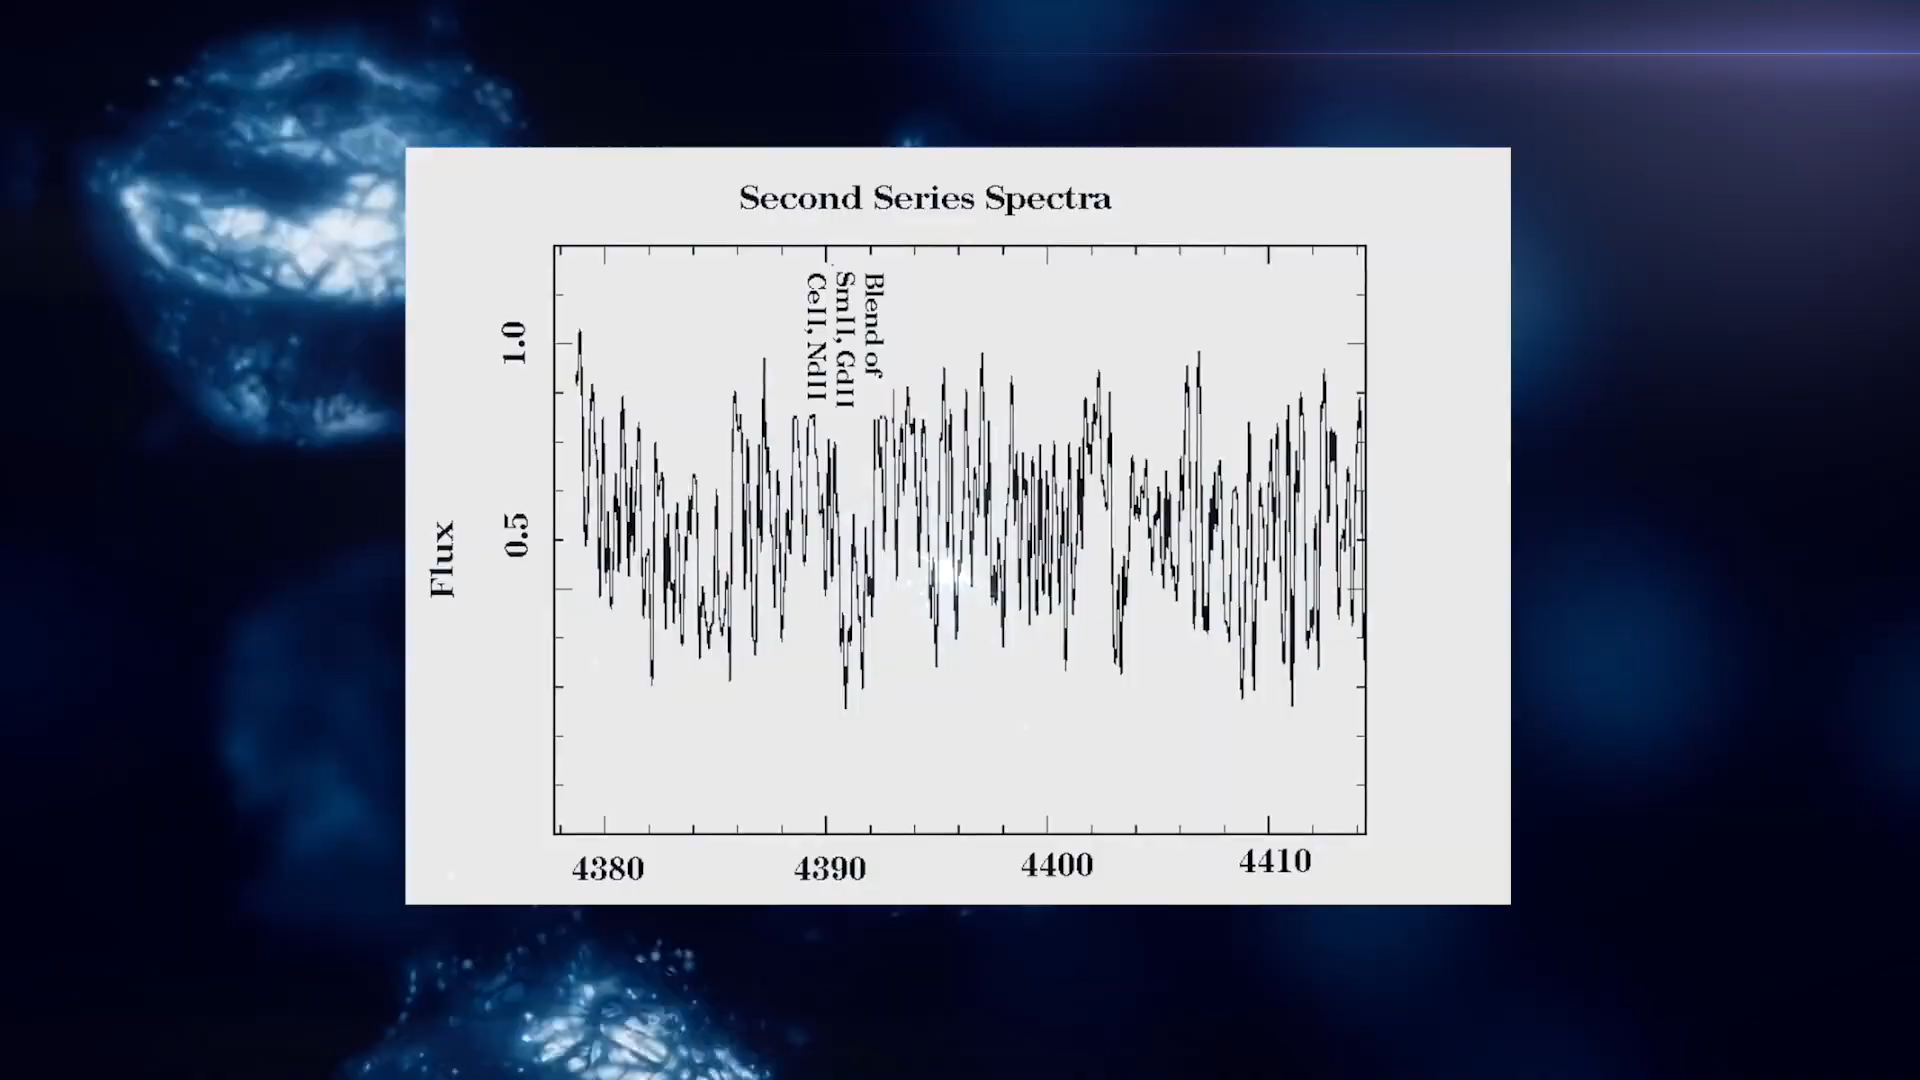 Second Series Spectra
Blend of
SmII, GdII
CeII, NdII
1.0
0.5
Flux
4380
4390
4400
4410